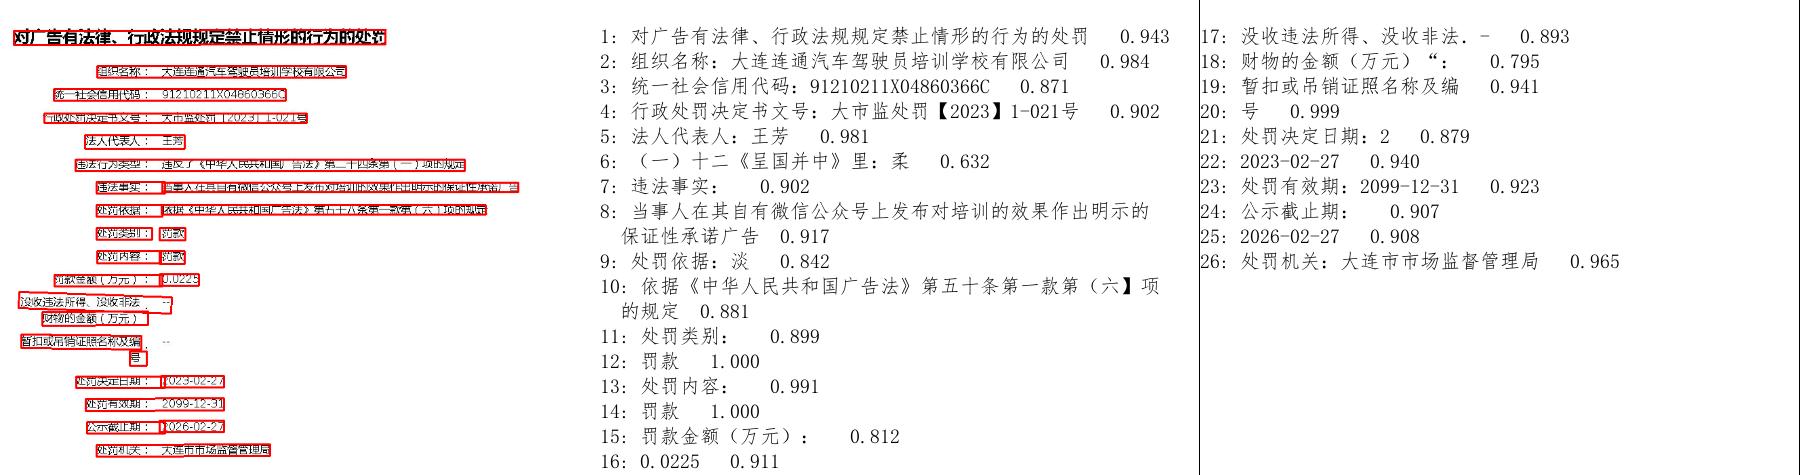 对广告有法律、行政法规规定禁止情形的行为的处罚
组织名称： 大连连通汽车驾驶员培训学校有限公司
统一社会信用代码： 91210211X04860366C
行政处罚决定书文号： 大市监处罚〔2023〕1-021号
法人代表人： 王芳
违法行为类型： 违反了《中华人民共和国广告法》第二十四条第（一）项的规定
违法事实： 当事人在其自有微信公众号上发布对培训的效果作出明示的保证性承诺广告
处罚依据： 依据《中华人民共和国广告法》第五十八条第一款第（六）项的规定
处罚类别： 罚款
处罚内容： 罚款
罚款金额（万元）： 0.0225
没收违法所得、没收非法 --
财物的金额（万元）：
暂扣或吊销证照名称及编 --
号：
处罚决定日期： 2023-02-27
处罚有效期： 2099-12-31
公示截止期： 2026-02-27
处罚机关： 大连市市场监督管理局
1: 对广告有法律、行政法规规定禁止情形的行为的处罚 0.943
2: 组织名称：大连连通汽车驾驶员培训学校有限公司 0.984
3: 统一社会信用代码：91210211X04860366C 0.871
4: 行政处罚决定书文号：大市监处罚【2023】1-021号 0.902
5: 法人代表人：王芳 0.981
6: （一）十二《呈国并中》里：柔 0.632
7: 违法事实： 0.902
8: 当事人在其自有微信公众号上发布对培训的效果作出明示的
保证性承诺广告 0.917
9: 处罚依据：淡 0.842
10: 依据《中华人民共和国广告法》第五十条第一款第（六】项
的规定 0.881
11: 处罚类别： 0.899
12: 罚款 1.000
13: 处罚内容： 0.991
14: 罚款 1.000
15: 罚款金额（万元）： 0.812
16: 0.0225 0.911
17: 没收违法所得、没收非法．- 0.893
18: 财物的金额（万元）“： 0.795
19: 暂扣或吊销证照名称及编 0.941
20: 号 0.999
21: 处罚决定日期：2 0.879
22: 2023-02-27 0.940
23: 处罚有效期：2099-12-31 0.923
24: 公示截止期： 0.907
25: 2026-02-27 0.908
26: 处罚机关：大连市市场监督管理局 0.965